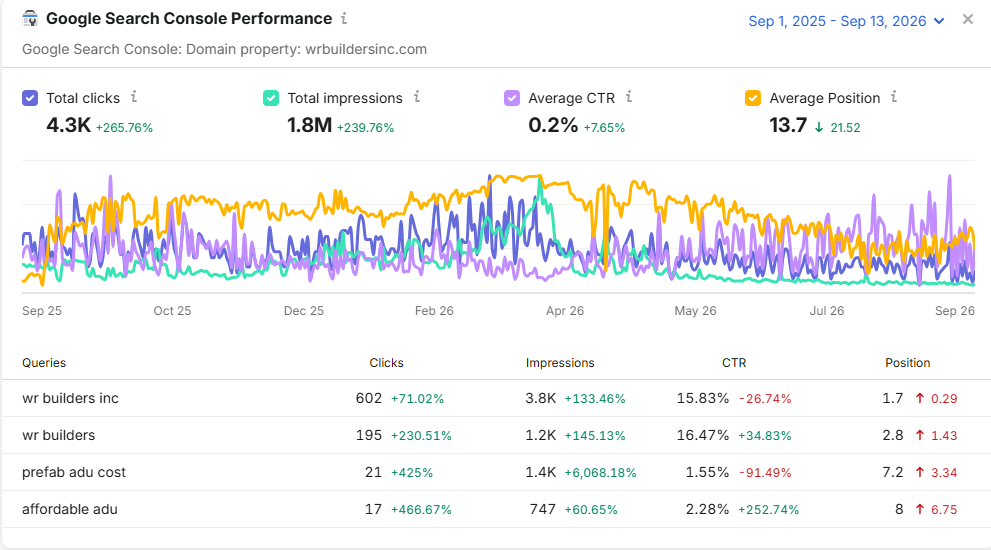 Google Search Console Performance i
Sep 1, 2025 - Sep 13, 2026
Google Search Console: Domain property: wrbuildersinc.com
Total clicks i
4.3K +265.76%
Total impressions i
1.8M +239.76%
Average CTR i
0.2% +7.65%
Average Position i
13.7 ↓ 21.52
Sep 25 Oct 25 Dec 25 Feb 26 Apr 26 May 26 Jul 26 Sep 26
Queries Clicks Impressions CTR Position
wr builders inc 602 +71.02% 3.8K +133.46% 15.83% -26.74% 1.7 ↑ 0.29
wr builders 195 +230.51% 1.2K +145.13% 16.47% +34.83% 2.8 ↑ 1.43
prefab adu cost 21 +425% 1.4K +6,068.18% 1.55% -91.49% 7.2 ↑ 3.34
affordable adu 17 +466.67% 747 +60.65% 2.28% +252.74% 8 ↑ 6.75